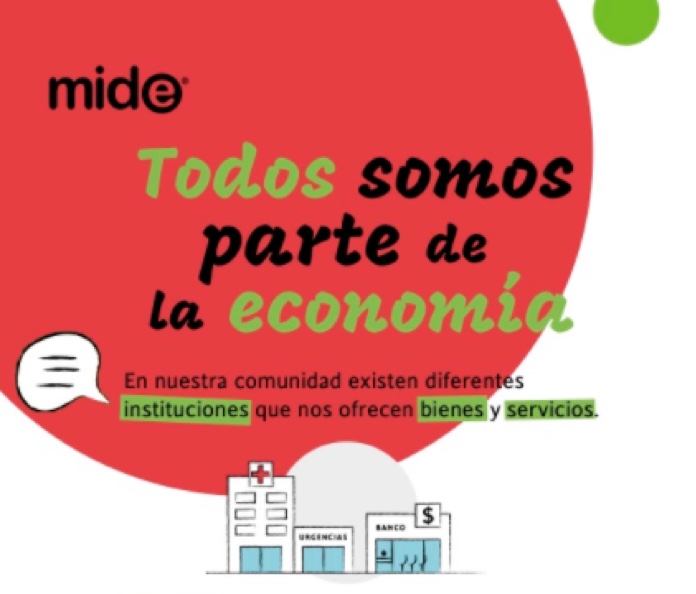 mide
Todos somos
parte de
la economía
En nuestra comunidad existen diferentes
instituciones que nos ofrecen bienes y servicios.
$
URGENCIAS
BANCO